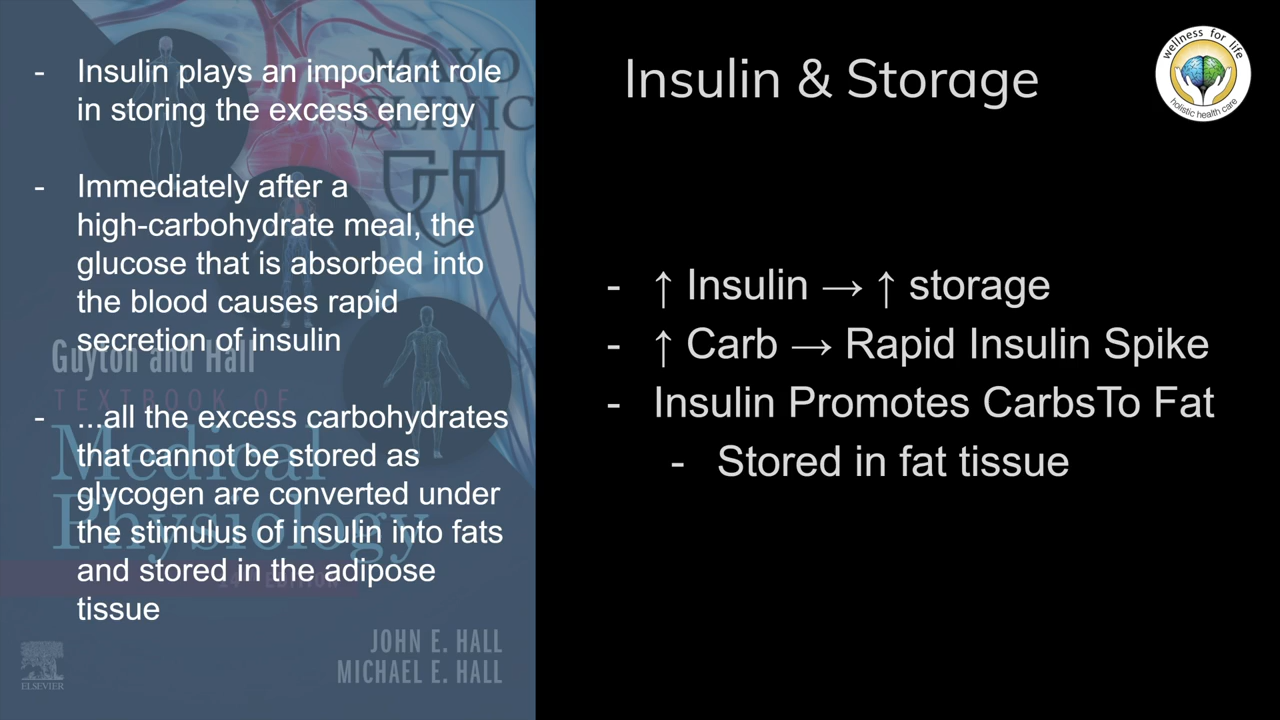 - Insulin plays an important role
in storing the excess energy
- Immediately after a
high-carbohydrate meal, the
glucose that is absorbed into
the blood causes rapid
secretion of insulin
- ...all the excess carbohydrates
that cannot be stored as
glycogen are converted under
the stimulus of insulin into fats
and stored in the adipose
tissue
MAYO
CLINIC
Guyton and Hall
TEXTBOOK OF
Medical
Physiology
EDITION
JOHN E. HALL
MICHAEL E. HALL
ELSEVIER
Insulin & Storage
wellness for life
holistic health care
- ↑ Insulin → ↑ storage
- ↑ Carb → Rapid Insulin Spike
- Insulin Promotes CarbsTo Fat
- Stored in fat tissue